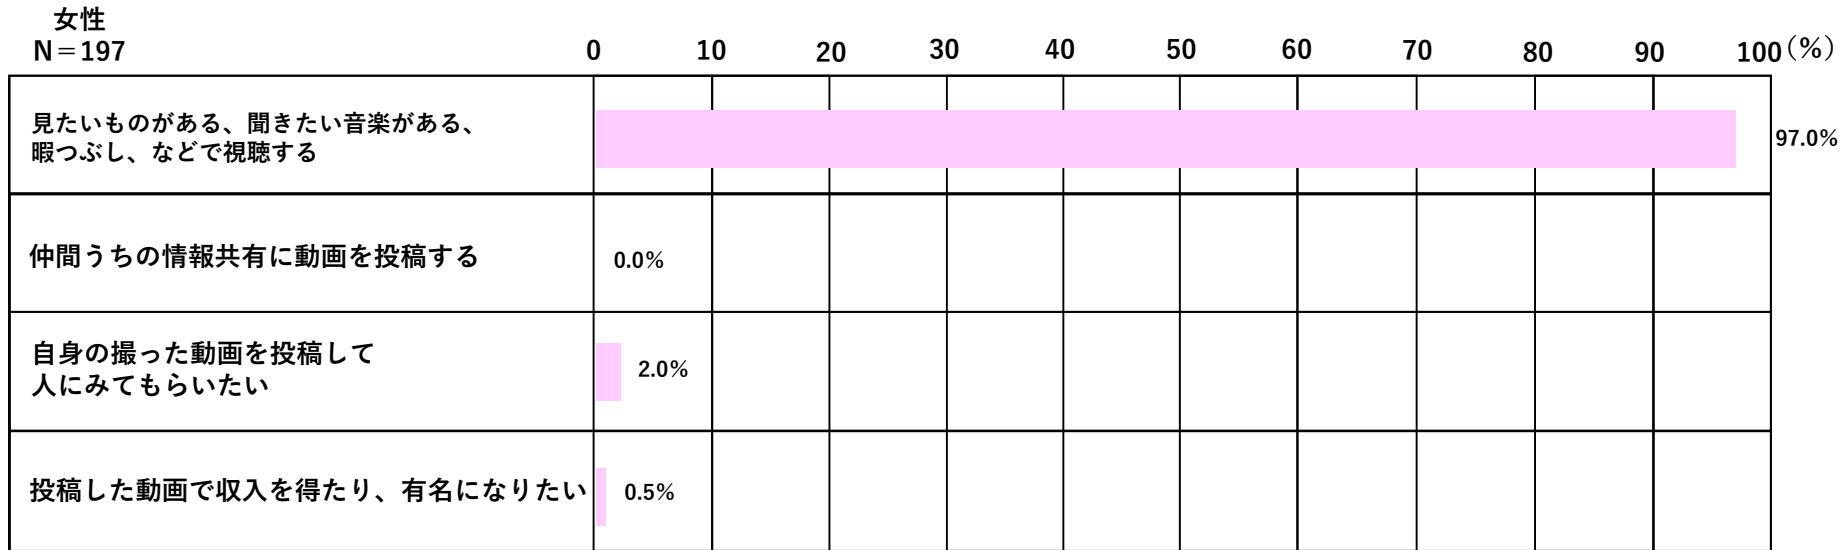 女性
N＝197
0 10 20 30 40 50 60 70 80 90 100(%)
見たいものがある、聞きたい音楽がある、
暇つぶし、などで視聴する
97.0%
仲間うちの情報共有に動画を投稿する
0.0%
自身の撮った動画を投稿して
人にみてもらいたい
2.0%
投稿した動画で収入を得たり、有名になりたい
0.5%